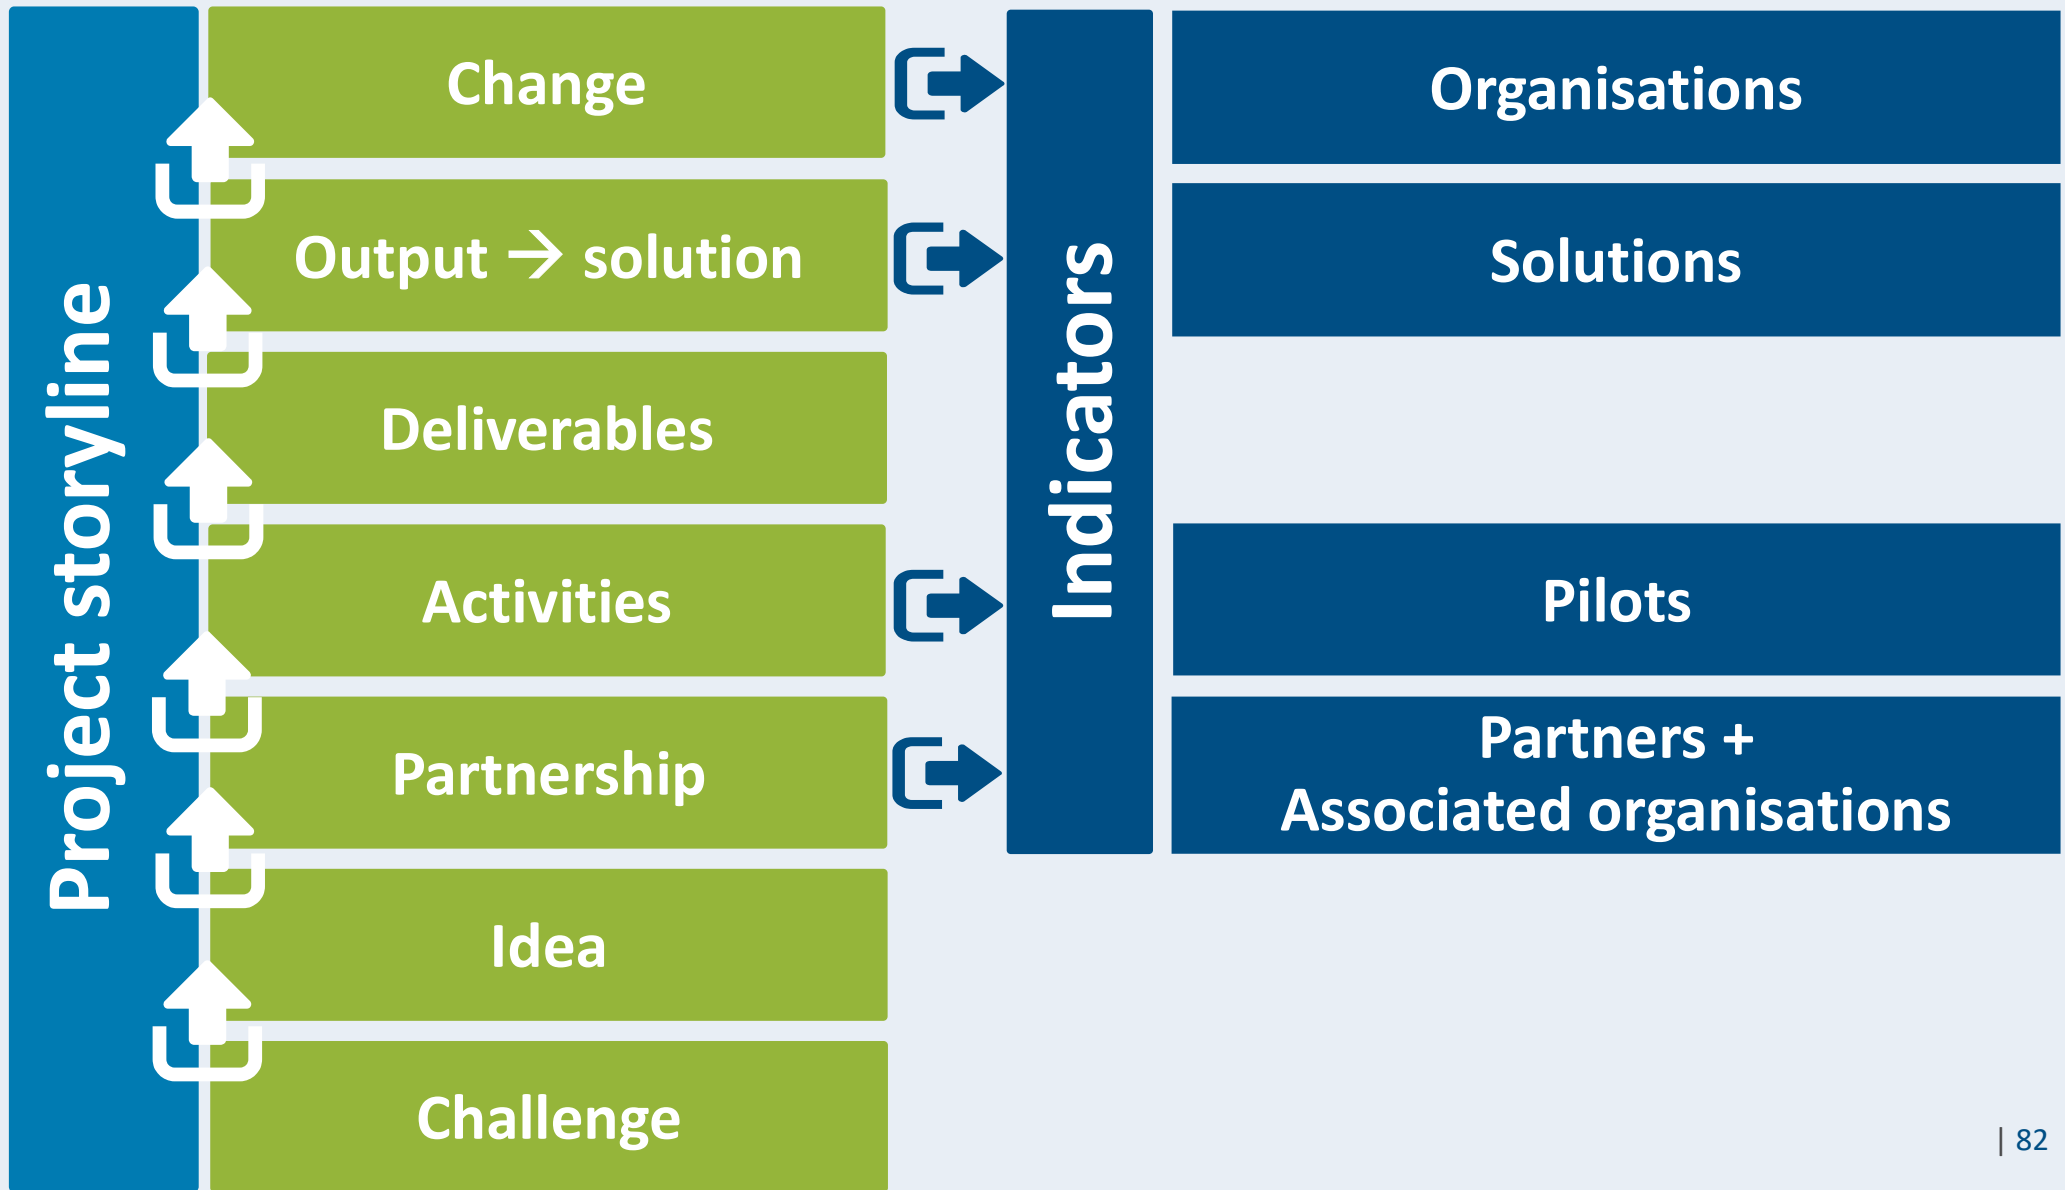 Project storyline
Change
Output → solution
Deliverables
Activities
Partnership
Idea
Challenge
Indicators
Organisations
Solutions
Pilots
Partners +
Associated organisations
| 82